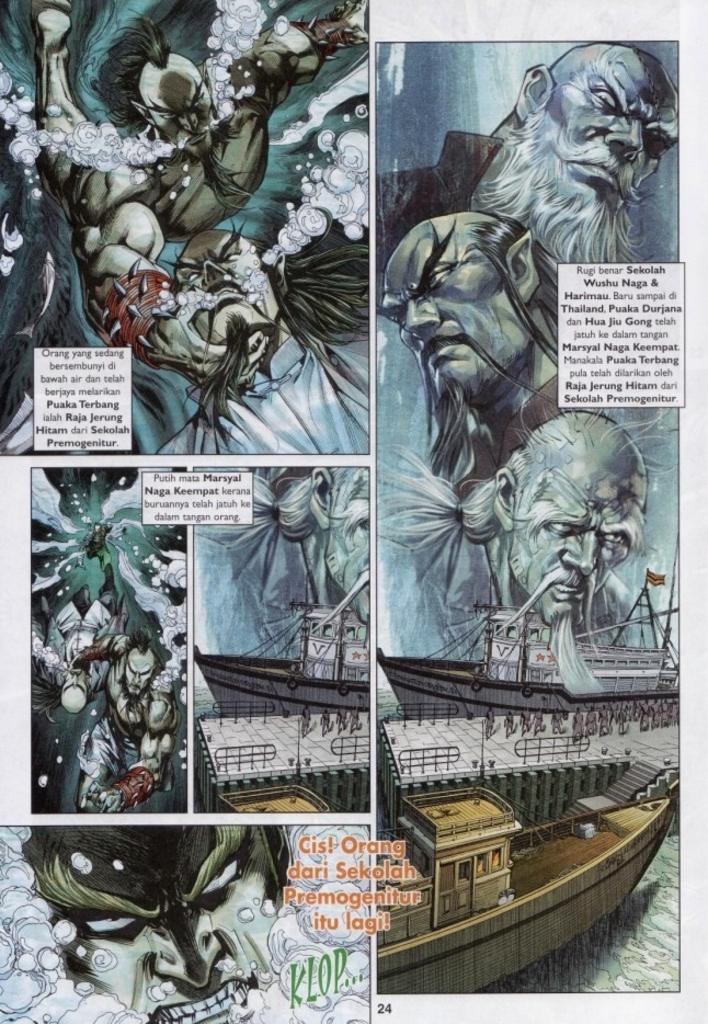 Orang yang sedang
bersembunyi di
bawah air dan telah
berjaya melarikan
Puaka Terbang
ialah Raja Jerung
Hitam dari Sekolah
Premogenitur.
Rugi benar Sekolah
Wushu Naga &
Harimau. Baru sampai di
Thailand, Puaka Durjana
dan Hua Jiu Gong telah
jatuh ke dalam tangan
Marsyal Naga Keempat.
Manakala Puaka Terbang
pula telah dilarikan oleh
Raja Jerung Hitam dari
Sekolah Premogenitur.
Putih mata Marsyal
Naga Keempat kerana
buruannya telah jatuh ke
dalam tangan orang.
Cis! Orang
dari Sekolah
Premogenitur
itu lagi!
KLOP...
24